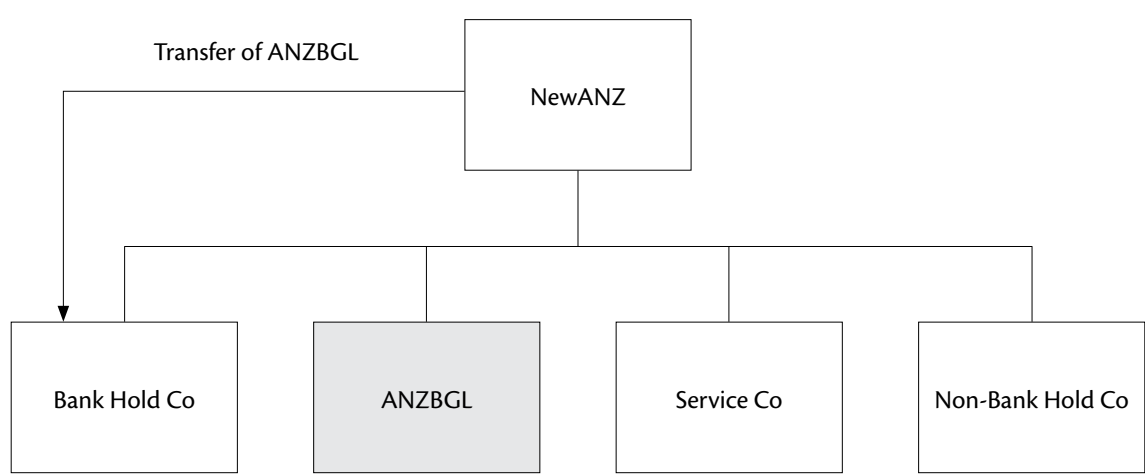 Transfer of ANZBGL
NewANZ
Bank Hold Co
ANZBGL
Service Co
Non-Bank Hold Co